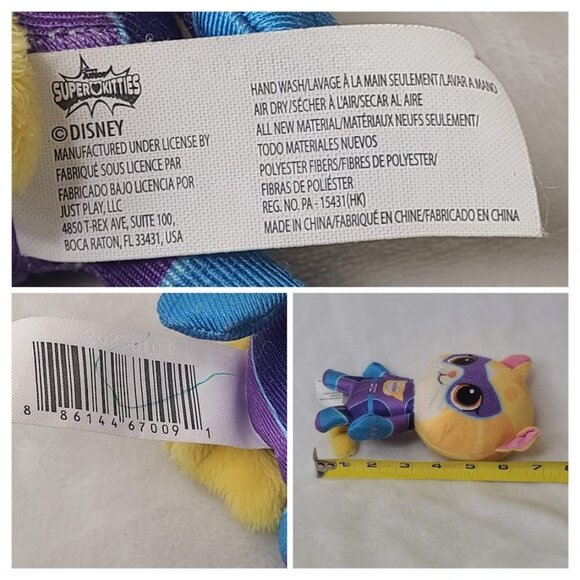 SUPER KITTIES
© DISNEY
MANUFACTURED UNDER LICENSE BY
FABRIQUÉ SOUS LICENCE PAR
FABRICADO BAJO LICENCIA POR
JUST PLAY, LLC
4850 T-REX AVE, SUITE 100,
BOCA RATON, FL 33431, USA
HAND WASH/LAVAGE À LA MAIN SEULEMENT/LAVAR A MANO
AIR DRY/SÉCHER À L'AIR/SECAR AL AIRE
ALL NEW MATERIAL/MATÉRIAUX NEUFS SEULEMENT/
TODO MATERIALES NUEVOS
POLYESTER FIBERS/FIBRES DE POLYESTER/
FIBRAS DE POLIÉSTER
REG. NO. PA - 15431(HK)
MADE IN CHINA/FABRIQUÉ EN CHINE/FABRICADO EN CHINA
8 86144 67009 1
1 2 3 4 5 6 7 8